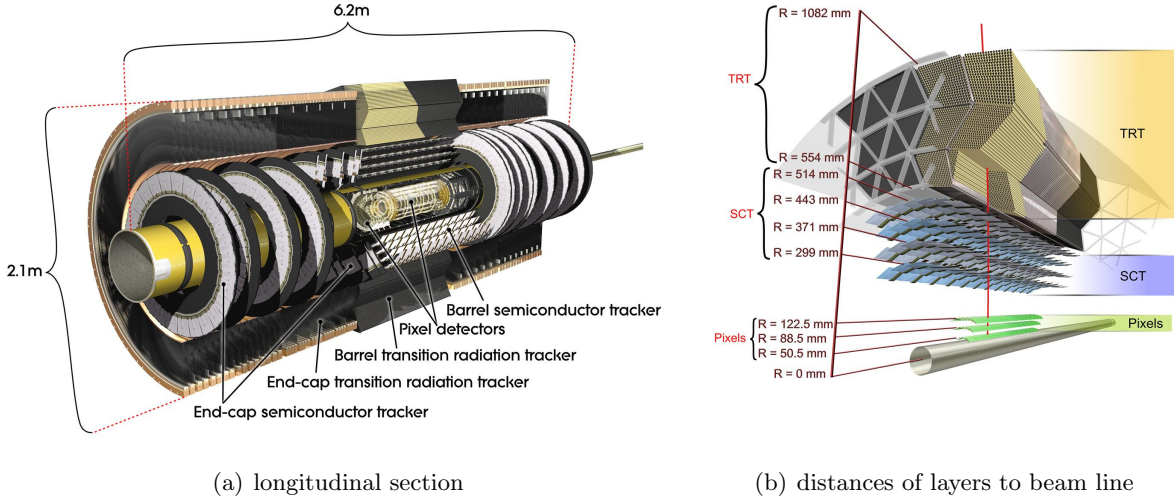 6.2m
2.1m
Barrel semiconductor tracker
Pixel detectors
Barrel transition radiation tracker
End-cap transition radiation tracker
End-cap semiconductor tracker
(a) longitudinal section
R = 1082 mm
TRT
TRT
R = 554 mm
R = 514 mm
R = 443 mm
SCT
R = 371 mm
R = 299 mm
SCT
R = 122.5 mm
Pixels
Pixels
R = 88.5 mm
R = 50.5 mm
R = 0 mm
(b) distances of layers to beam line